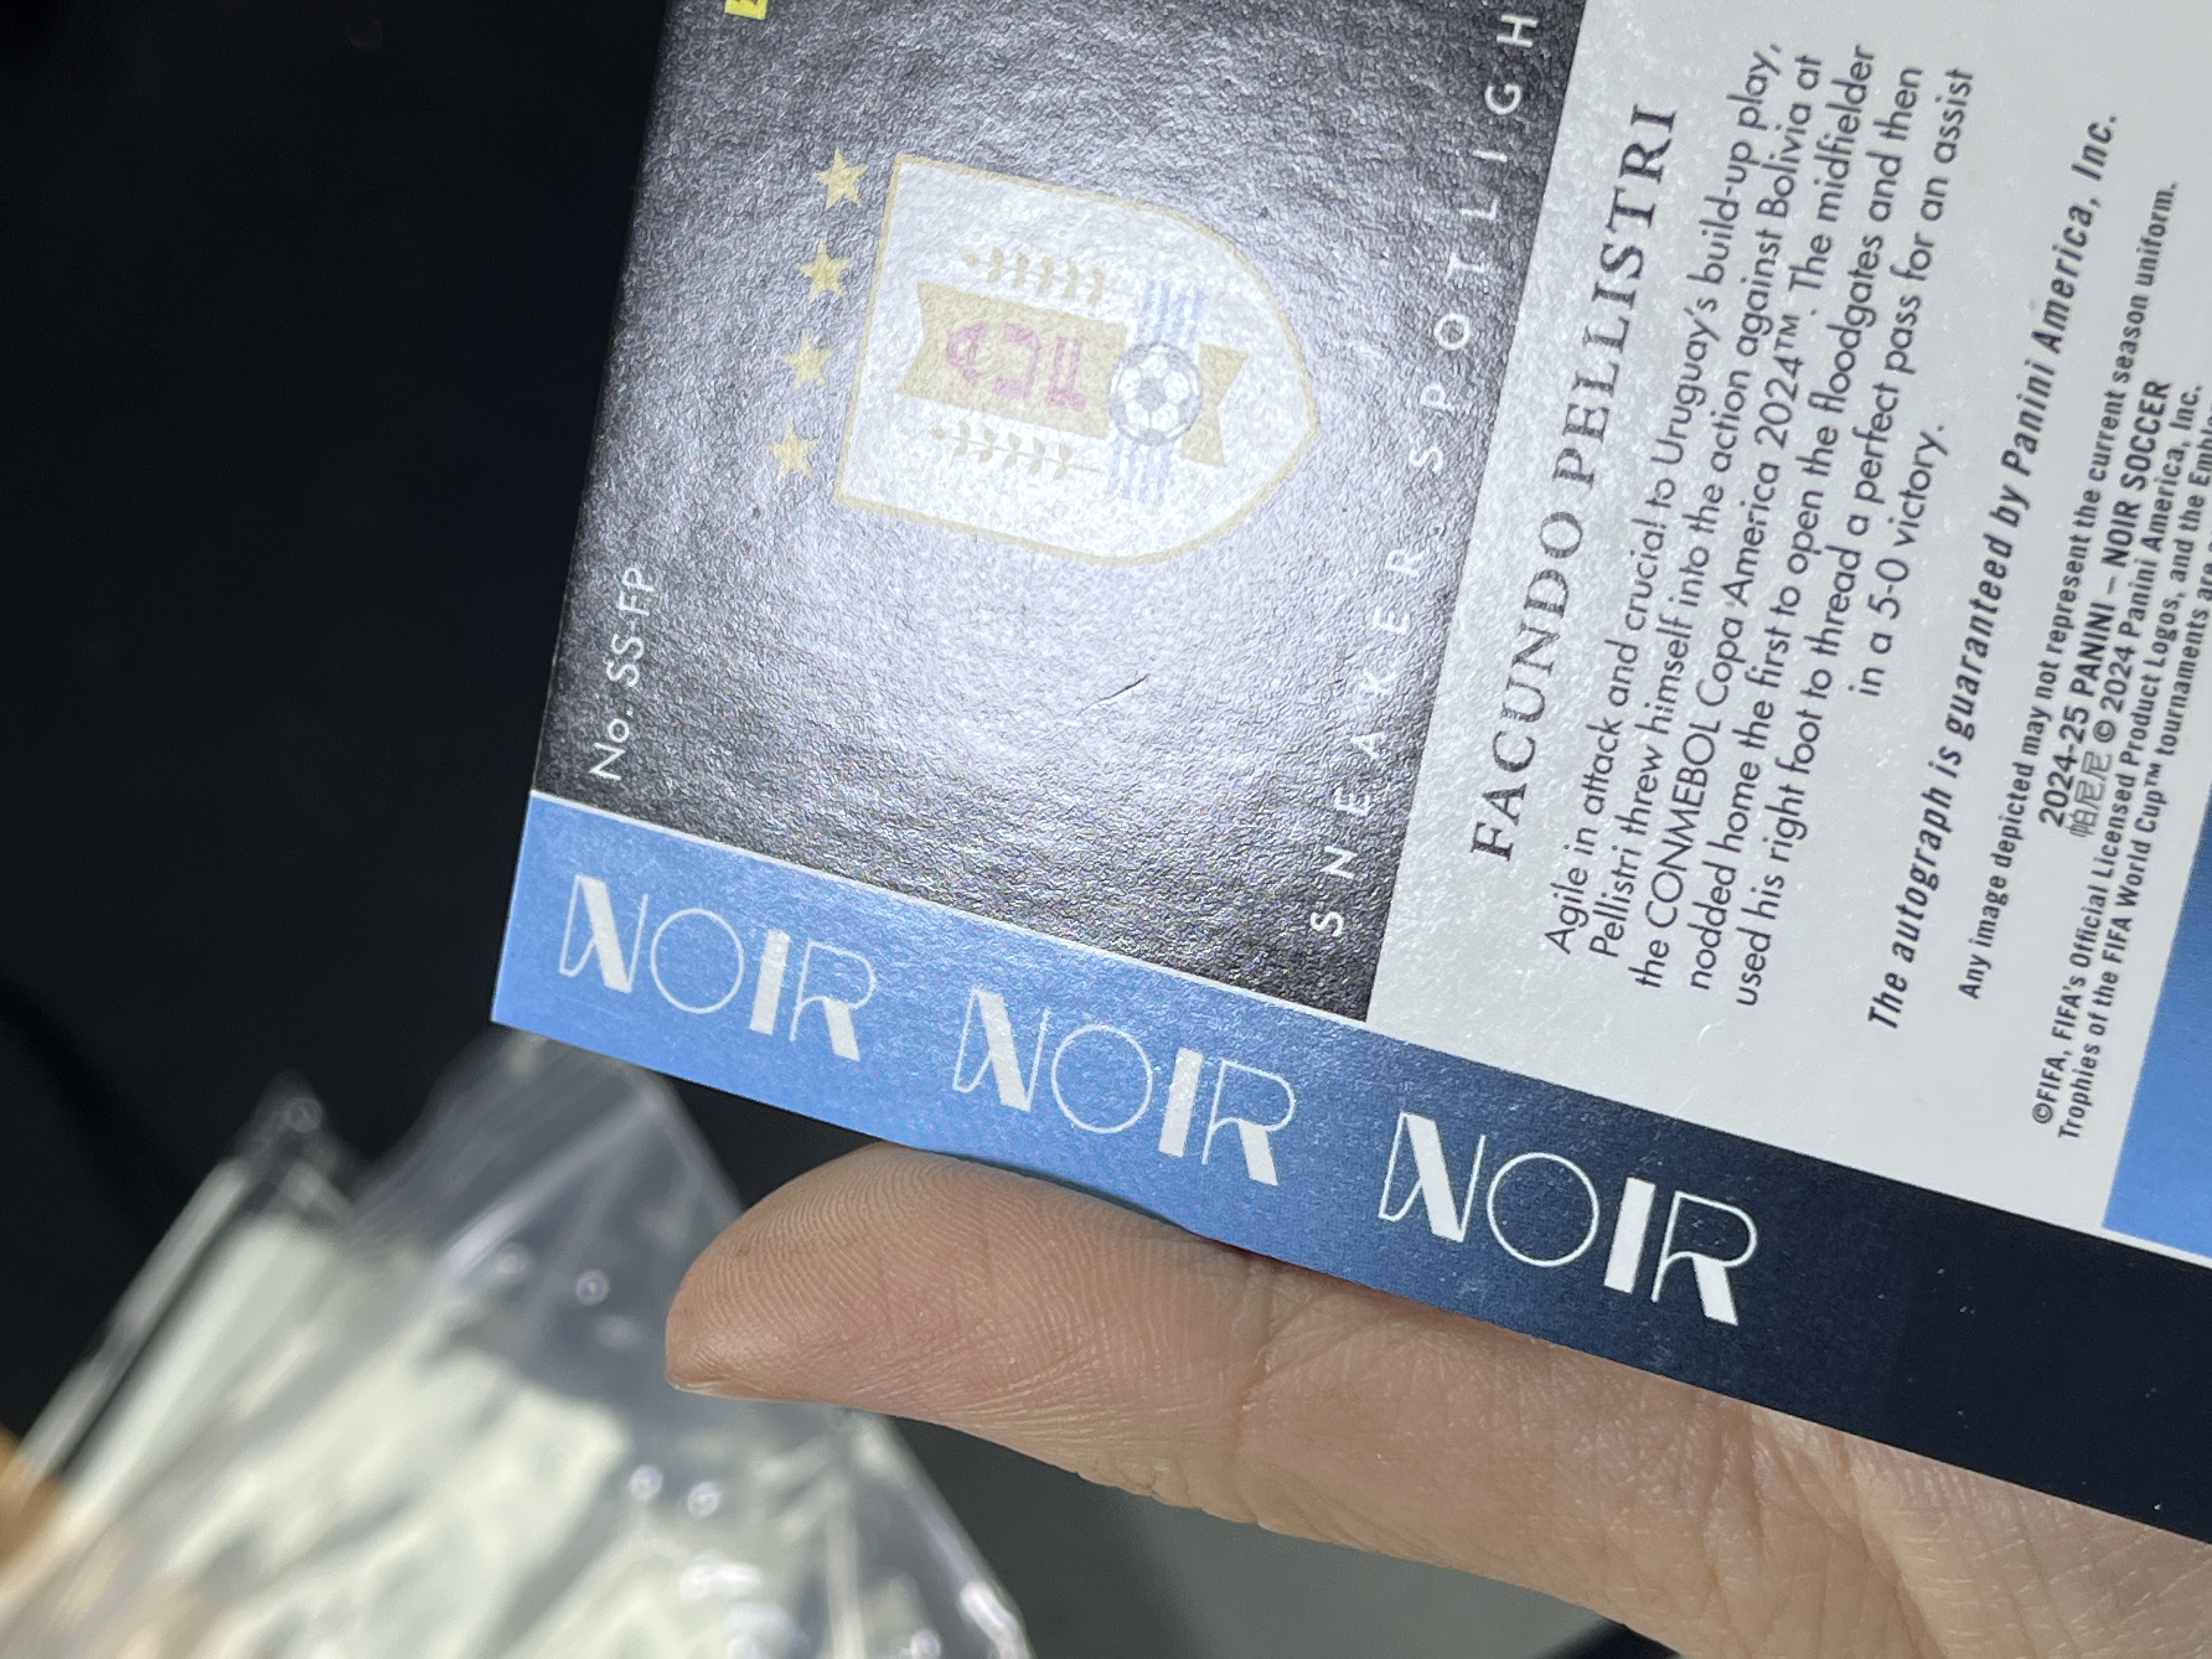 No. SS-FP
AUF
SNEAKER SPOTLIGH
FACUNDO PELLISTRI
Agile in attack and crucial to Uruguay's build-up play,
Pellistri threw himself into the action against Bolivia at
the CONMEBOL Copa America 2024™. The midfielder
nodded home the first to open the floodgates and then
used his right foot to thread a perfect pass for an assist
in a 5-0 victory.
The autograph is guaranteed by Panini America, Inc.
Any image depicted may not represent the current season uniform.
2024-25 PANINI – NOIR SOCCER
帕尼尼 © 2024 Panini America, Inc.
©FIFA, FIFA's Official Licensed Product Logos, and the Emble
Trophies of the FIFA World Cup™ tournaments are
NOIR NOIR NOIR